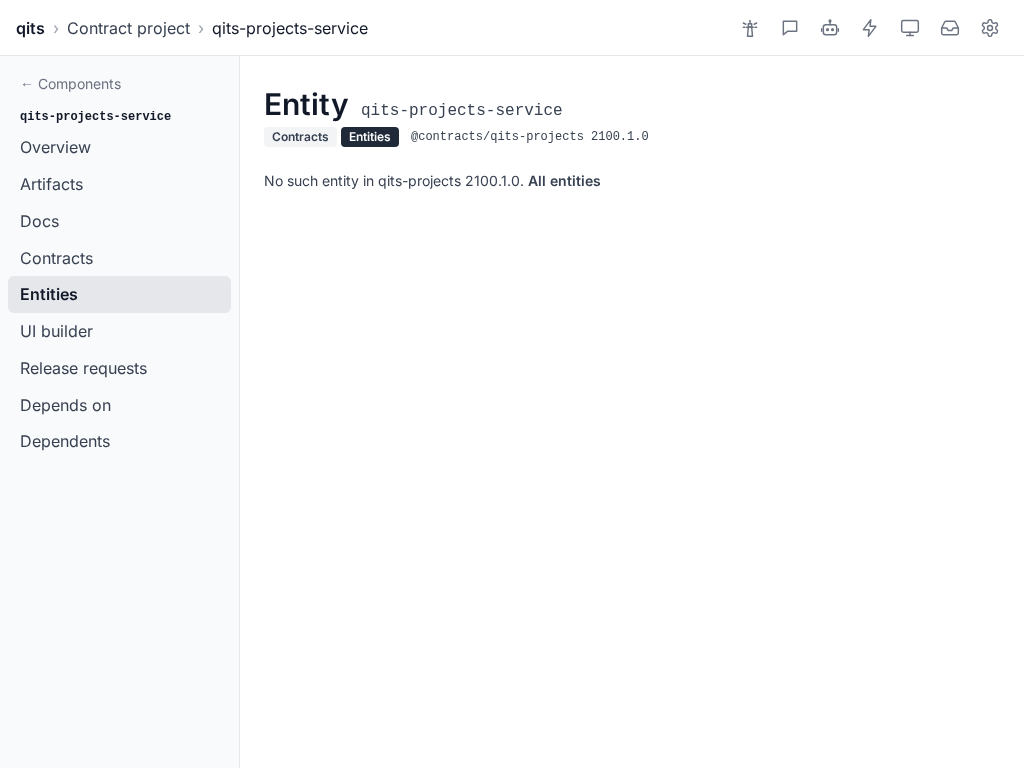 qits › Contract project › qits-projects-service
← Components
qits-projects-service
Overview
Artifacts
Docs
Contracts
Entities
UI builder
Release requests
Depends on
Dependents
Entity qits-projects-service
Contracts Entities @contracts/qits-projects 2100.1.0
No such entity in qits-projects 2100.1.0. All entities